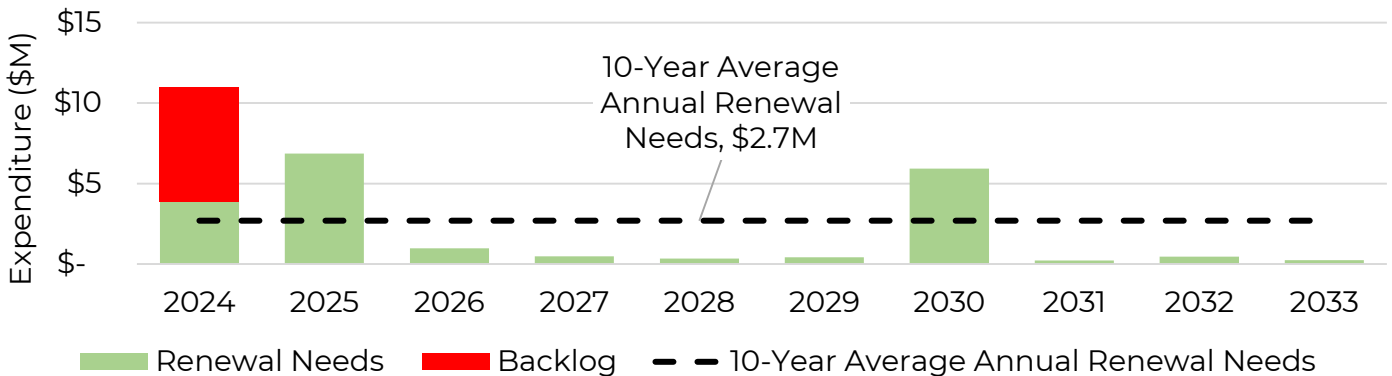 Expenditure ($M)
$15
$10
$5
$-
10-Year Average
Annual Renewal
Needs, $2.7M
2024 2025 2026 2027 2028 2029 2030 2031 2032 2033
Renewal Needs Backlog 10-Year Average Annual Renewal Needs